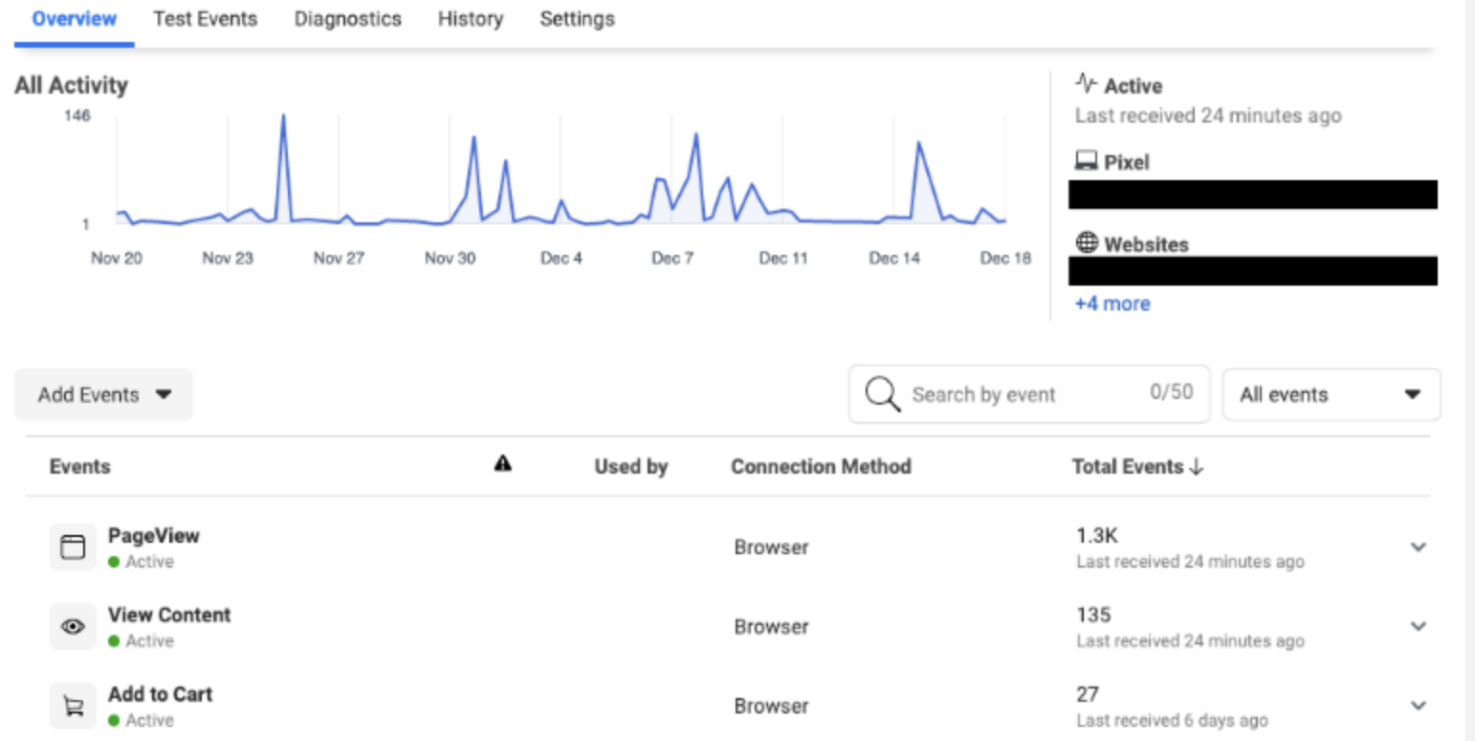 Overview Test Events Diagnostics History Settings
All Activity
146
1
Nov 20 Nov 23 Nov 27 Nov 30 Dec 4 Dec 7 Dec 11 Dec 14 Dec 18
Active
Last received 24 minutes ago
Pixel
Websites
+4 more
Add Events
Search by event 0/50
All events
Events Used by Connection Method Total Events
PageView Browser 1.3K
Active Last received 24 minutes ago
View Content Browser 135
Active Last received 24 minutes ago
Add to Cart Browser 27
Active Last received 6 days ago